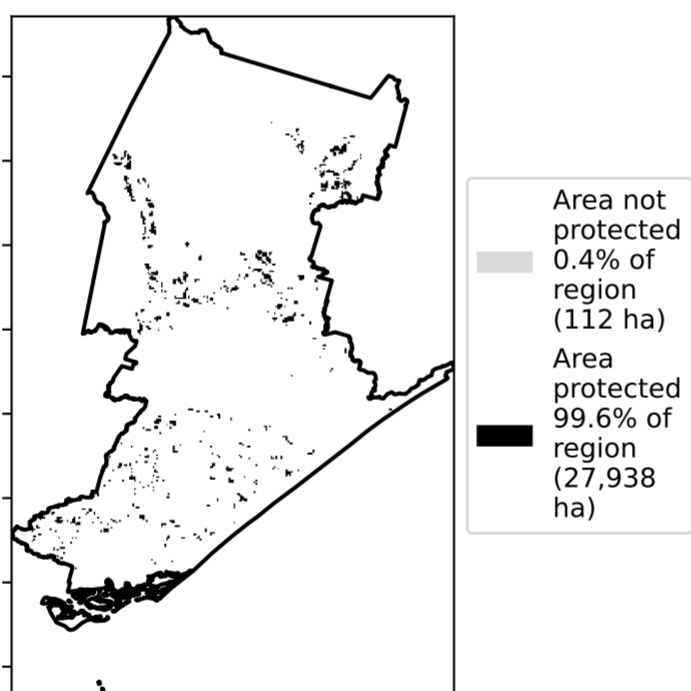 Area not
protected
0.4% of
region
(112 ha)
Area
protected
99.6% of
region
(27,938
ha)